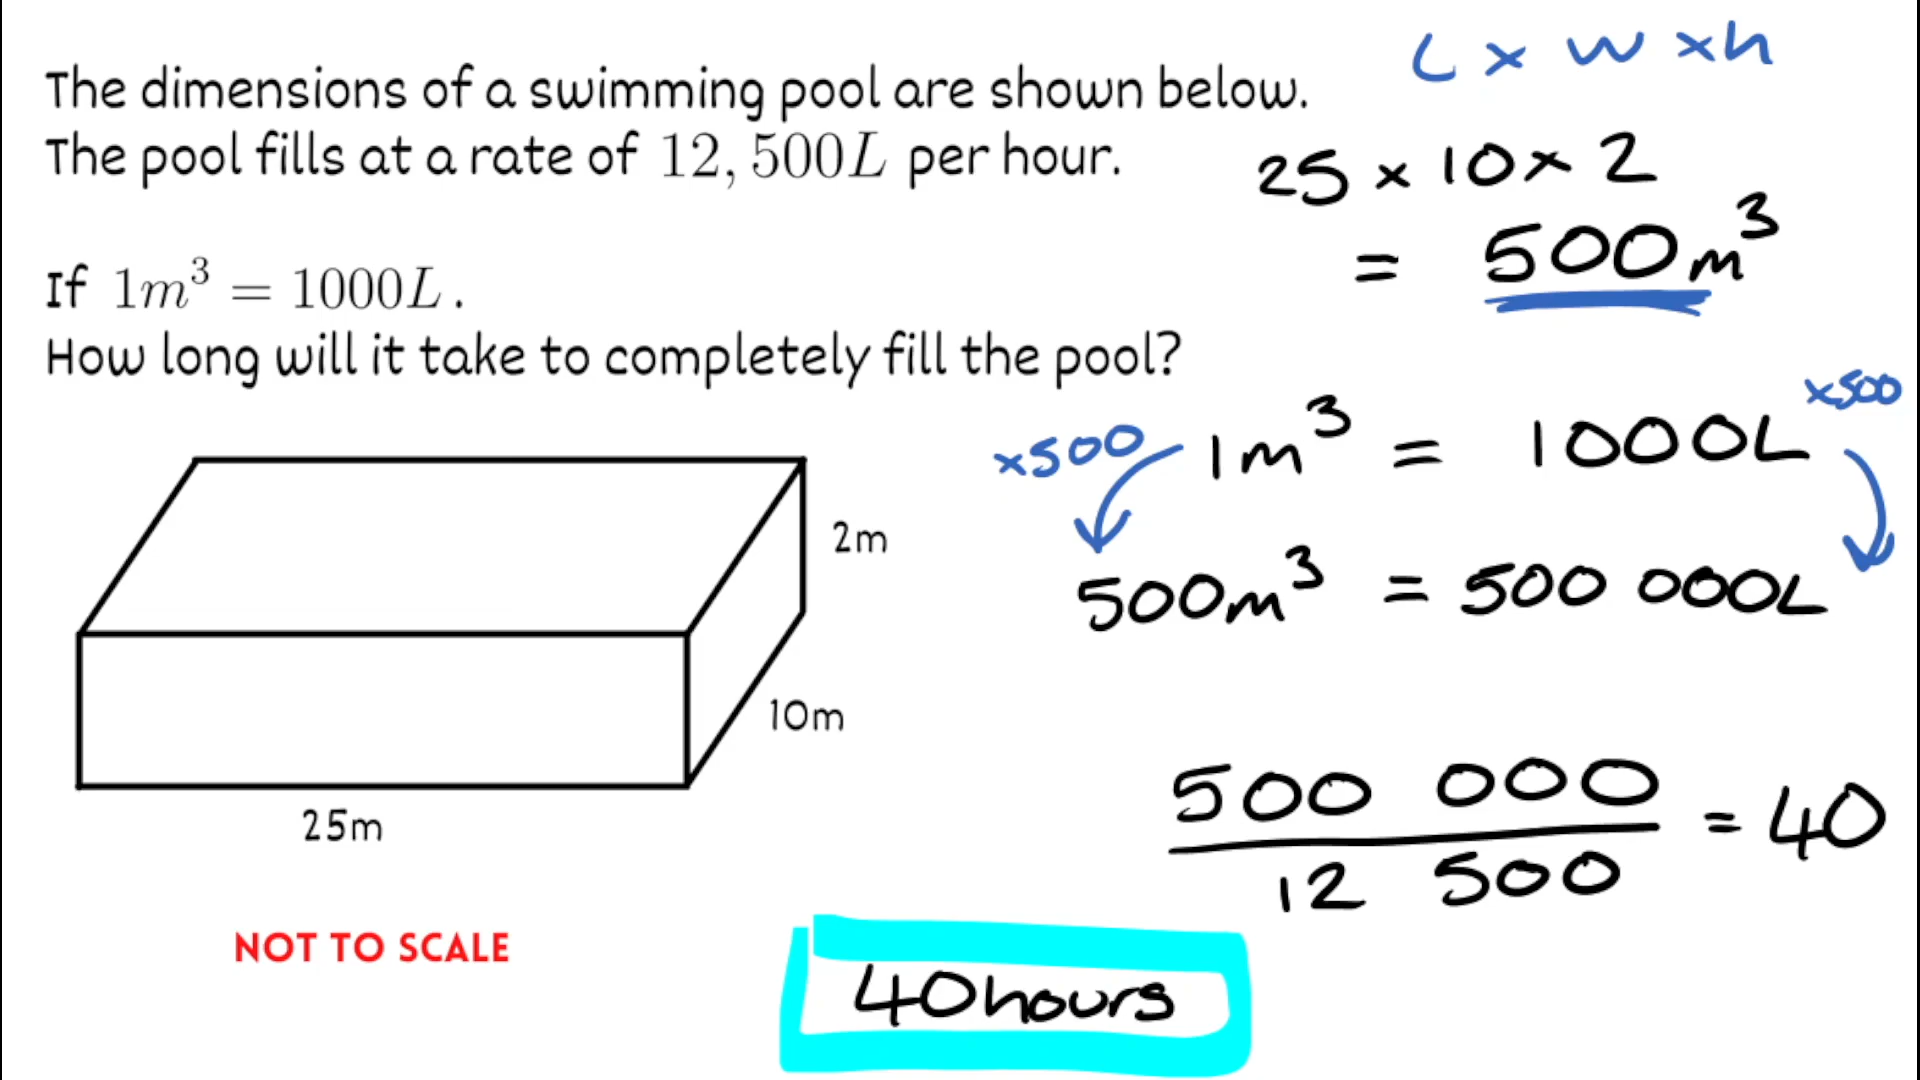 The dimensions of a swimming pool are shown below.
The pool fills at a rate of 12,500L per hour.
If 1m³ = 1000L.
How long will it take to completely fill the pool?
2m
10m
25m
NOT TO SCALE
L x w x h
25 x 10 x 2
= 500m³
x500
1m³ = 1000L
x500
500m³ = 500 000L
500 000
12 500
= 40
40hours